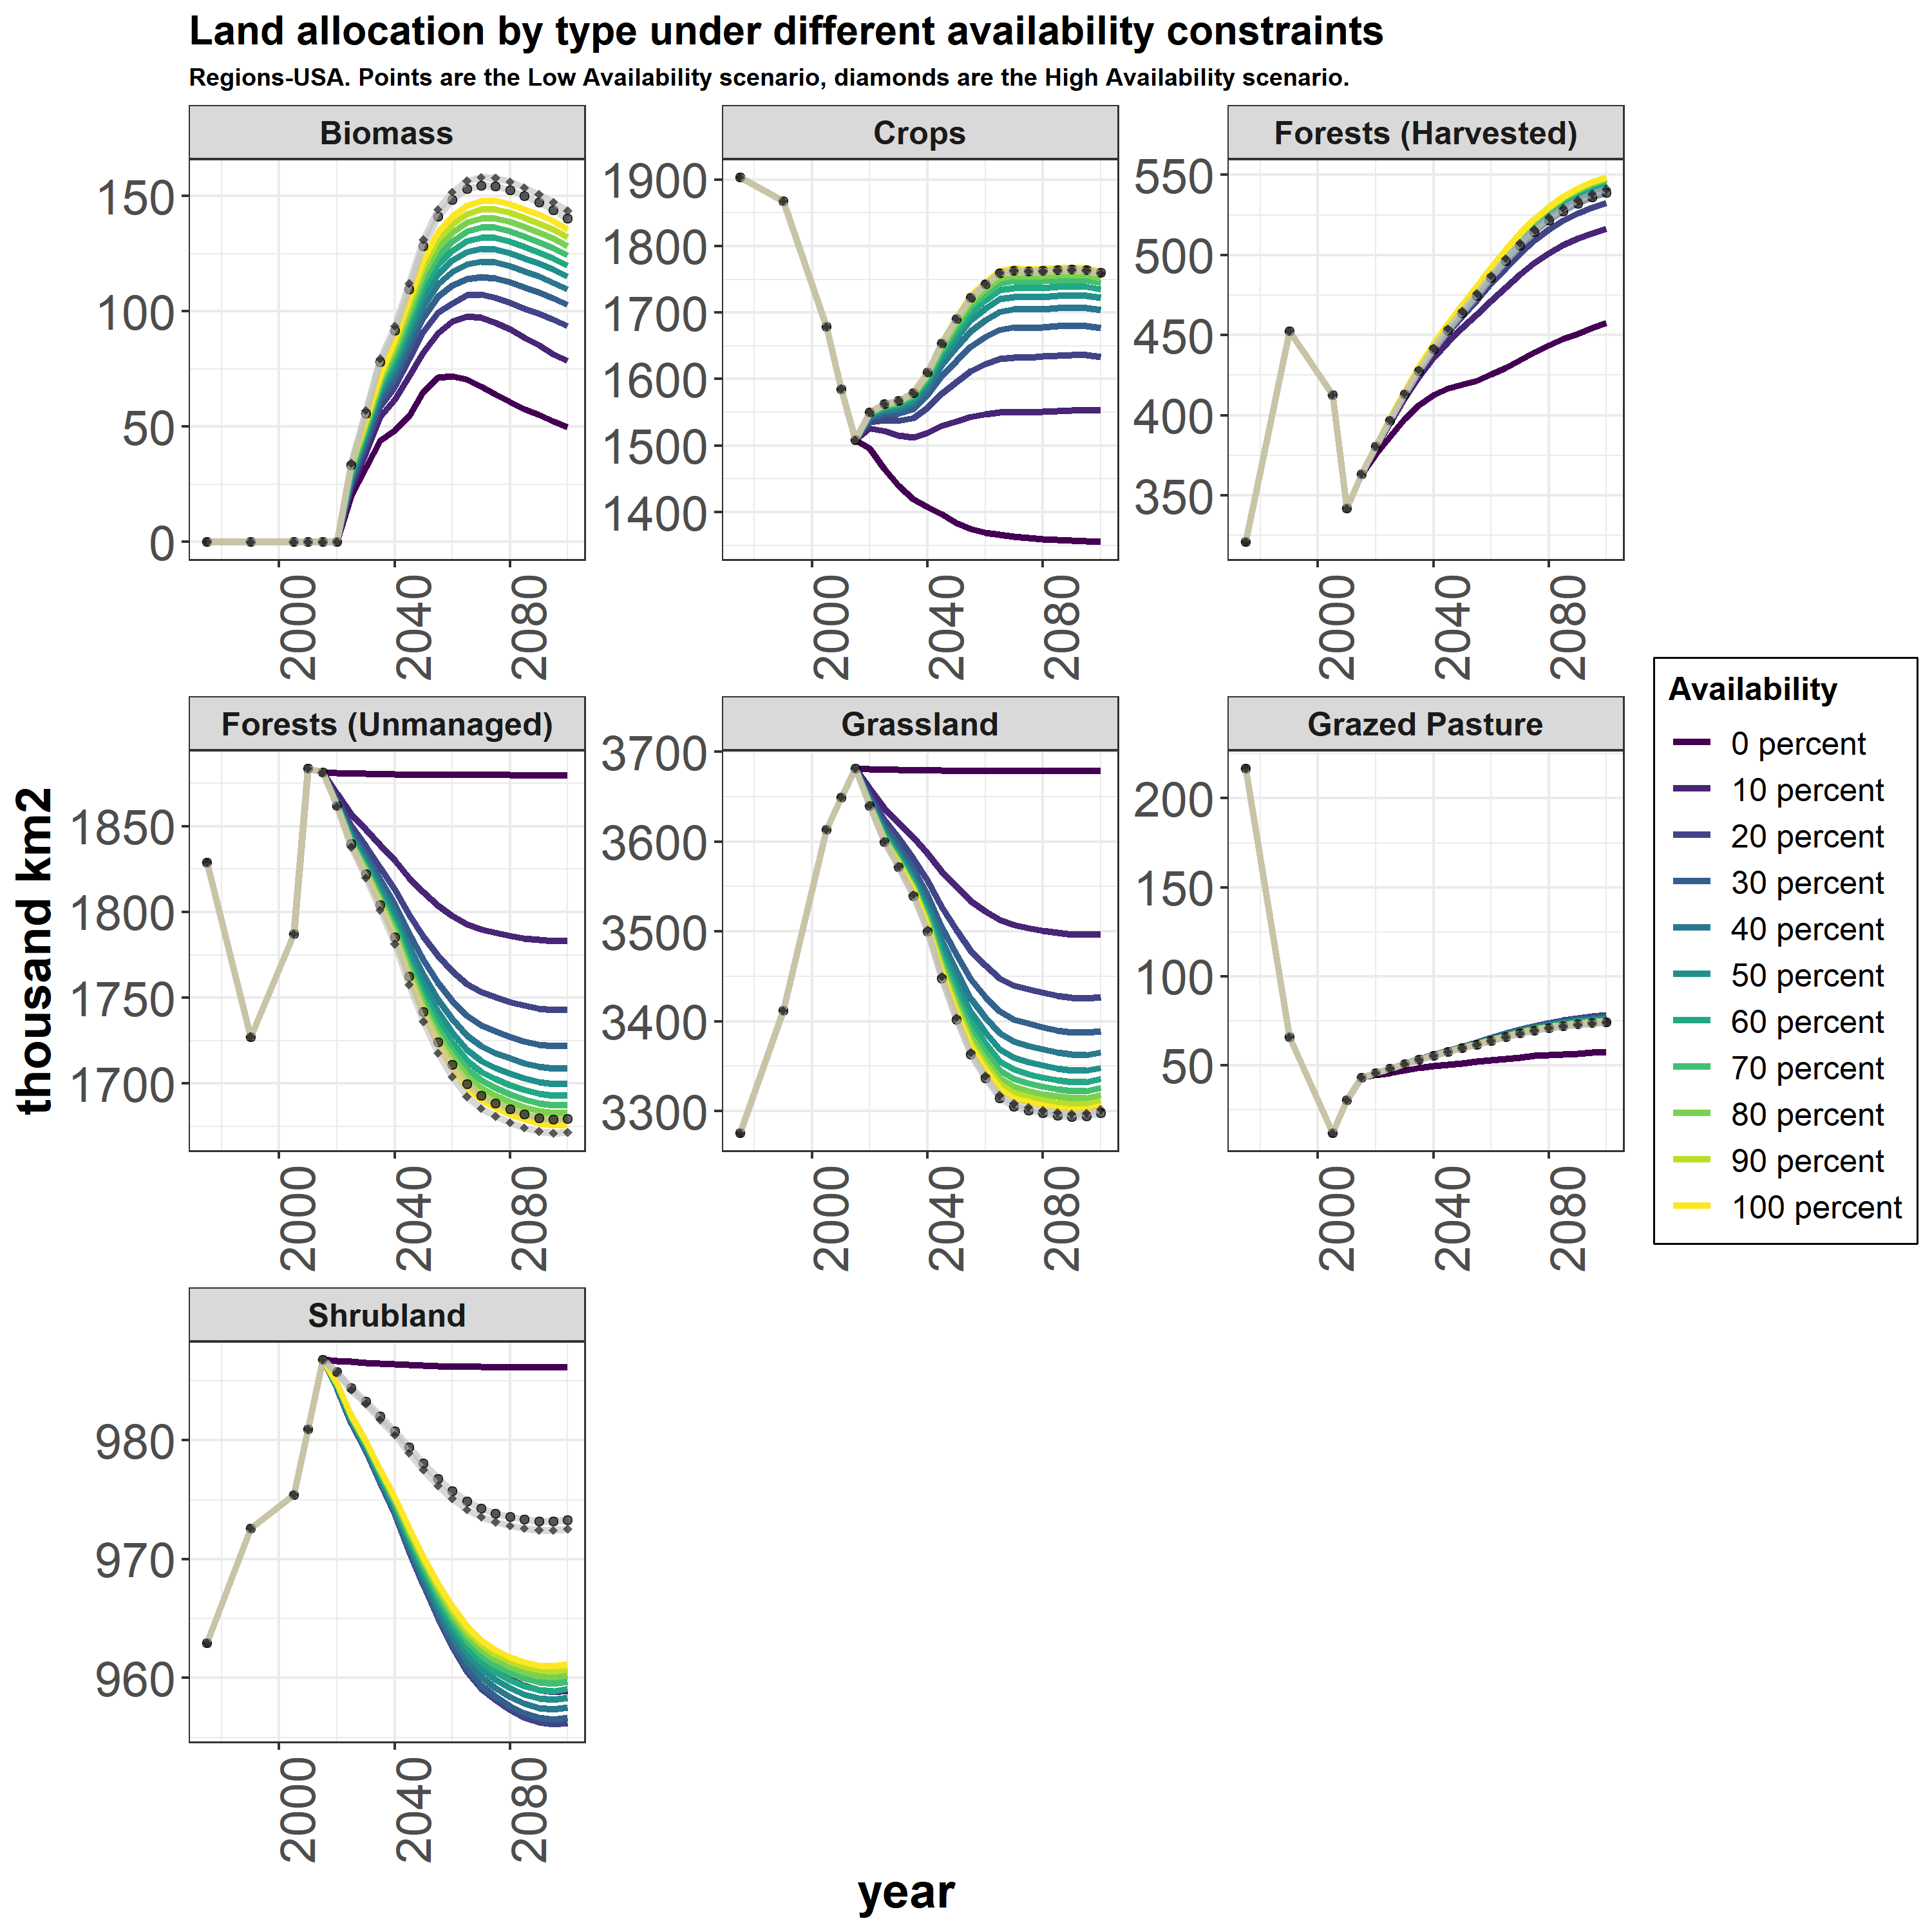 Land allocation by type under different availability constraints
Regions-USA. Points are the Low Availability scenario, diamonds are the High Availability scenario.
Biomass
Crops
Forests (Harvested)
150
100
50
0
1900
1800
1700
1600
1500
1400
550
500
450
400
350
2000
2040
2080
2000
2040
2080
2000
2040
2080
Forests (Unmanaged)
Grassland
Grazed Pasture
1850
1800
1750
1700
3700
3600
3500
3400
3300
200
150
100
50
2000
2040
2080
2000
2040
2080
2000
2040
2080
Shrubland
980
970
960
2000
2040
2080
thousand km2
year
Availability
0 percent
10 percent
20 percent
30 percent
40 percent
50 percent
60 percent
70 percent
80 percent
90 percent
100 percent